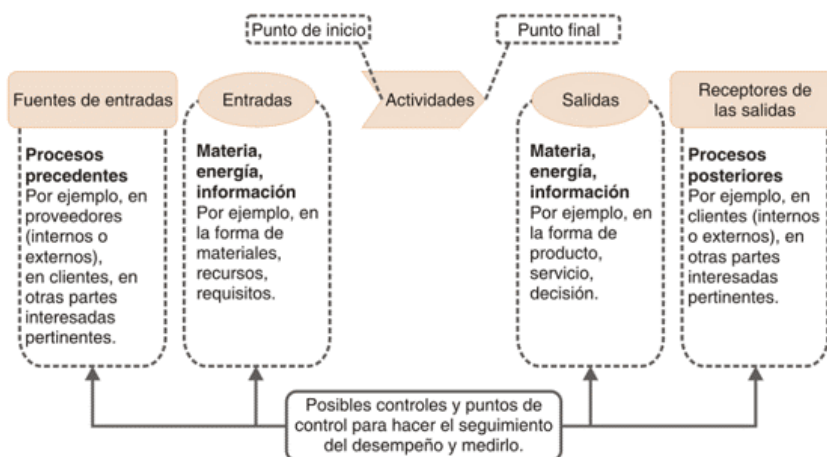 Punto de inicio
Punto final
Fuentes de entradas
Entradas
Actividades
Salidas
Receptores de
las salidas
Procesos
precedentes
Por ejemplo, en
proveedores
(internos o
externos),
en clientes, en
otras partes
interesadas
pertinentes.
Materia,
energía,
información
Por ejemplo, en
la forma de
materiales,
recursos,
requisitos.
Materia,
energía,
información
Por ejemplo, en
la forma de
producto,
servicio,
decisión.
Procesos
posteriores
Por ejemplo, en
clientes (internos
o externos), en
otras partes
interesadas
pertinentes.
Posibles controles y puntos de
control para hacer el seguimiento
del desempeño y medirlo.